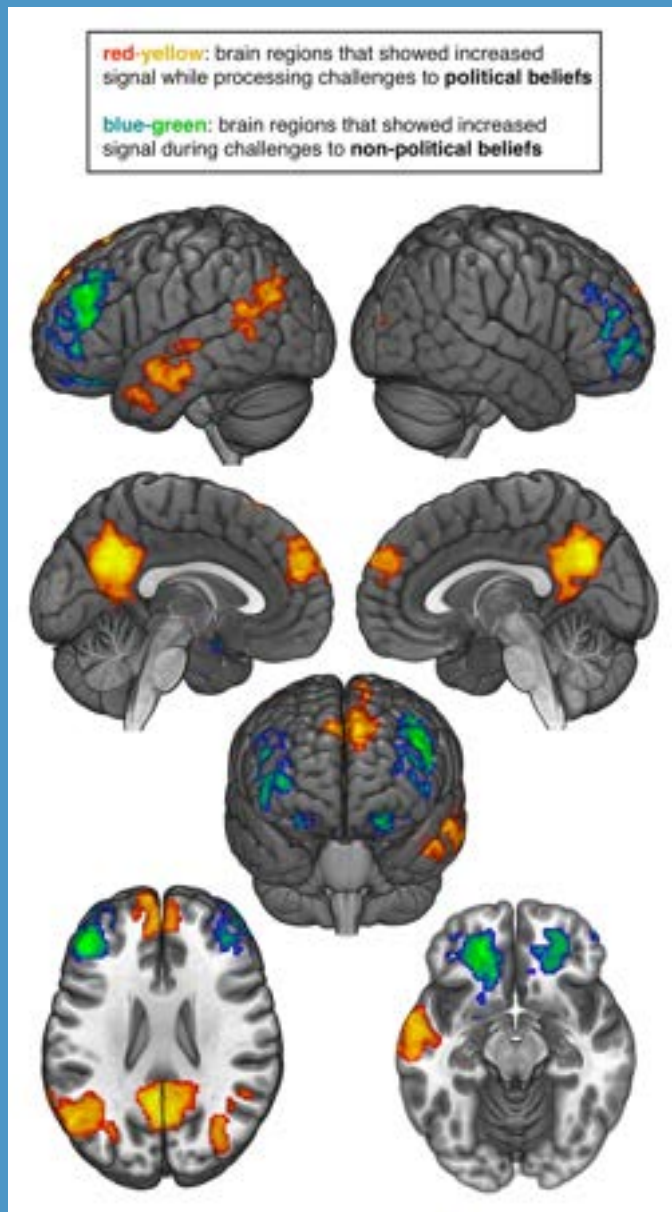 red-yellow: brain regions that showed increased
signal while processing challenges to political beliefs
blue-green: brain regions that showed increased
signal during challenges to non-political beliefs